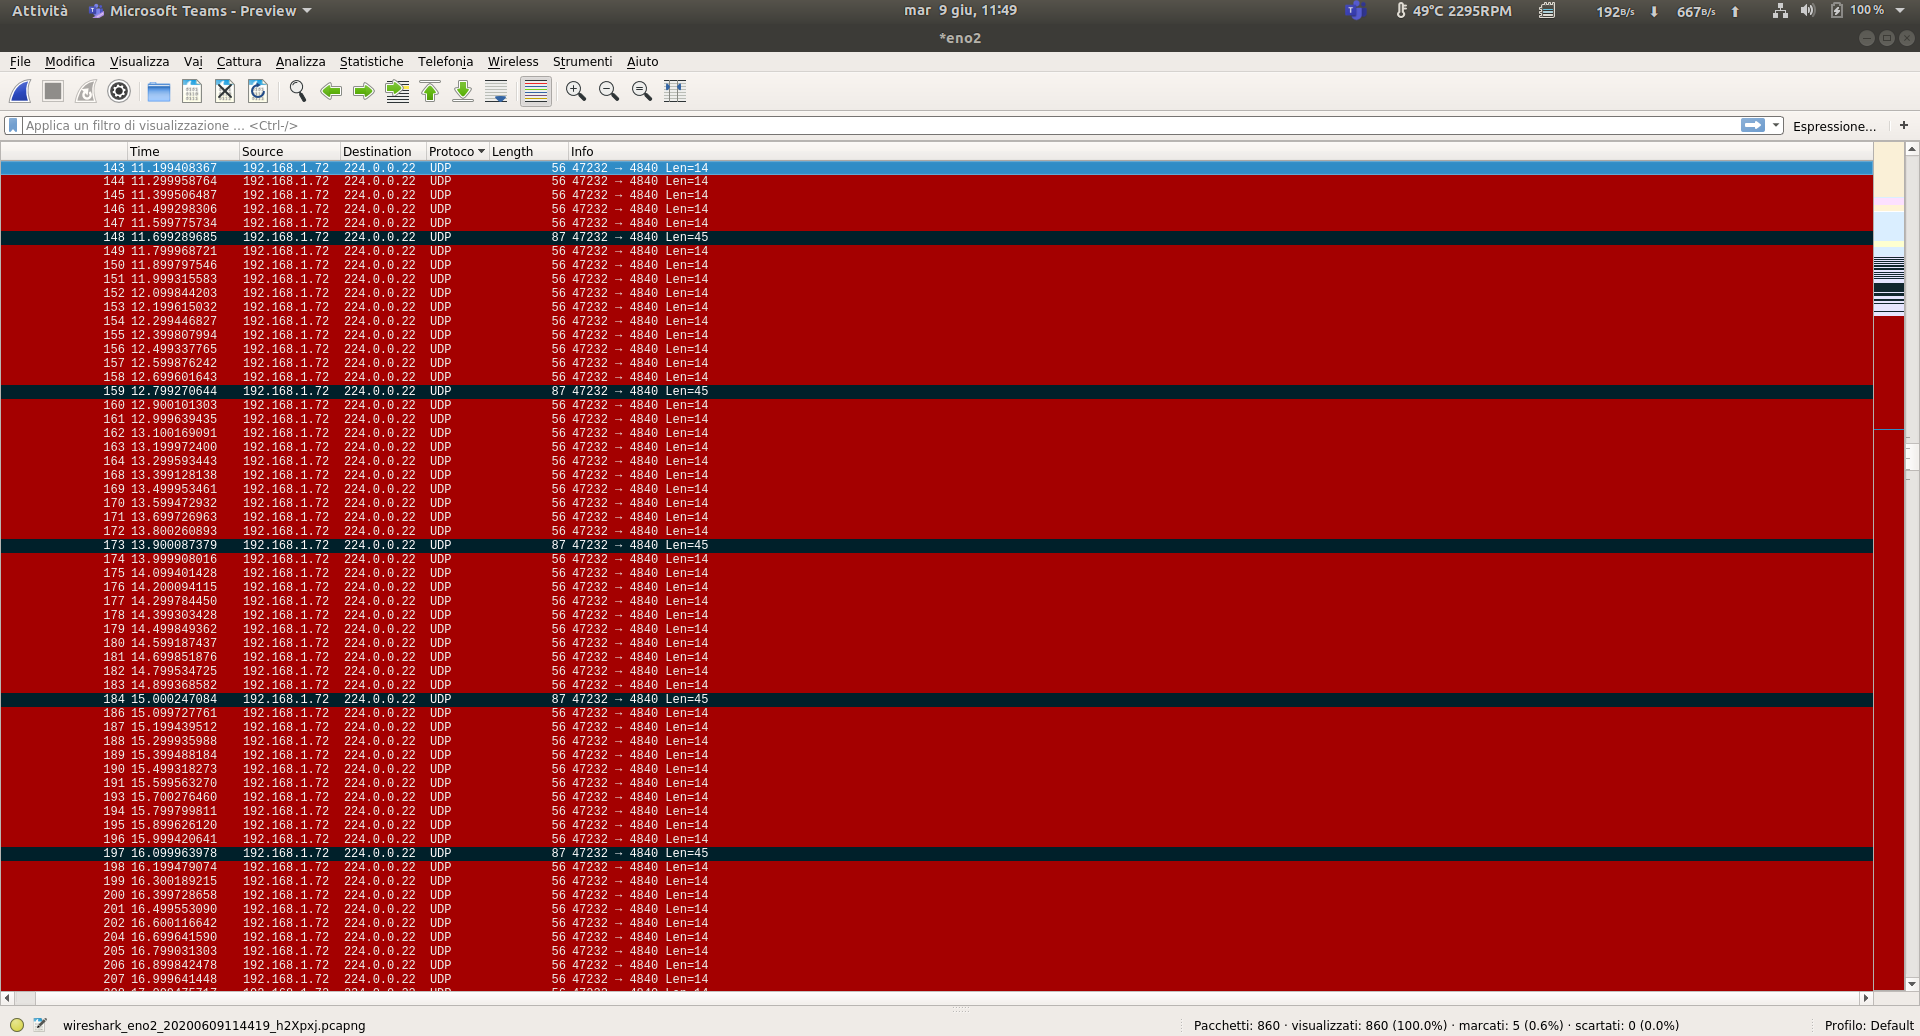 Attività Microsoft Teams - Preview mar 9 giu, 11:49 49°C 2295RPM 192B/s 667B/s 100 %
*eno2
File Modifica Visualizza Vai Cattura Analizza Statistiche Telefonia Wireless Strumenti Aiuto
Applica un filtro di visualizzazione … <Ctrl-/> Espressione… +
Time Source Destination Protoco Length Info
143 11.199408367 192.168.1.72 224.0.0.22 UDP 56 47232 → 4840 Len=14
144 11.299958764 192.168.1.72 224.0.0.22 UDP 56 47232 → 4840 Len=14
145 11.399506487 192.168.1.72 224.0.0.22 UDP 56 47232 → 4840 Len=14
146 11.499298306 192.168.1.72 224.0.0.22 UDP 56 47232 → 4840 Len=14
147 11.599775734 192.168.1.72 224.0.0.22 UDP 56 47232 → 4840 Len=14
148 11.699289685 192.168.1.72 224.0.0.22 UDP 87 47232 → 4840 Len=45
149 11.799968721 192.168.1.72 224.0.0.22 UDP 56 47232 → 4840 Len=14
150 11.899797546 192.168.1.72 224.0.0.22 UDP 56 47232 → 4840 Len=14
151 11.999315583 192.168.1.72 224.0.0.22 UDP 56 47232 → 4840 Len=14
152 12.099844203 192.168.1.72 224.0.0.22 UDP 56 47232 → 4840 Len=14
153 12.199615032 192.168.1.72 224.0.0.22 UDP 56 47232 → 4840 Len=14
154 12.299446827 192.168.1.72 224.0.0.22 UDP 56 47232 → 4840 Len=14
155 12.399807994 192.168.1.72 224.0.0.22 UDP 56 47232 → 4840 Len=14
156 12.499337765 192.168.1.72 224.0.0.22 UDP 56 47232 → 4840 Len=14
157 12.599876242 192.168.1.72 224.0.0.22 UDP 56 47232 → 4840 Len=14
158 12.699601643 192.168.1.72 224.0.0.22 UDP 56 47232 → 4840 Len=14
159 12.799270644 192.168.1.72 224.0.0.22 UDP 87 47232 → 4840 Len=45
160 12.900101303 192.168.1.72 224.0.0.22 UDP 56 47232 → 4840 Len=14
161 12.999639435 192.168.1.72 224.0.0.22 UDP 56 47232 → 4840 Len=14
162 13.100169091 192.168.1.72 224.0.0.22 UDP 56 47232 → 4840 Len=14
163 13.199972400 192.168.1.72 224.0.0.22 UDP 56 47232 → 4840 Len=14
164 13.299593443 192.168.1.72 224.0.0.22 UDP 56 47232 → 4840 Len=14
168 13.399128138 192.168.1.72 224.0.0.22 UDP 56 47232 → 4840 Len=14
169 13.499953461 192.168.1.72 224.0.0.22 UDP 56 47232 → 4840 Len=14
170 13.599472932 192.168.1.72 224.0.0.22 UDP 56 47232 → 4840 Len=14
171 13.699726963 192.168.1.72 224.0.0.22 UDP 56 47232 → 4840 Len=14
172 13.800260893 192.168.1.72 224.0.0.22 UDP 56 47232 → 4840 Len=14
173 13.900087379 192.168.1.72 224.0.0.22 UDP 87 47232 → 4840 Len=45
174 13.999908016 192.168.1.72 224.0.0.22 UDP 56 47232 → 4840 Len=14
175 14.099401428 192.168.1.72 224.0.0.22 UDP 56 47232 → 4840 Len=14
176 14.200094115 192.168.1.72 224.0.0.22 UDP 56 47232 → 4840 Len=14
177 14.299784450 192.168.1.72 224.0.0.22 UDP 56 47232 → 4840 Len=14
178 14.399303428 192.168.1.72 224.0.0.22 UDP 56 47232 → 4840 Len=14
179 14.499849362 192.168.1.72 224.0.0.22 UDP 56 47232 → 4840 Len=14
180 14.599187437 192.168.1.72 224.0.0.22 UDP 56 47232 → 4840 Len=14
181 14.699851876 192.168.1.72 224.0.0.22 UDP 56 47232 → 4840 Len=14
182 14.799534725 192.168.1.72 224.0.0.22 UDP 56 47232 → 4840 Len=14
183 14.899368582 192.168.1.72 224.0.0.22 UDP 56 47232 → 4840 Len=14
184 15.000247084 192.168.1.72 224.0.0.22 UDP 87 47232 → 4840 Len=45
186 15.099727761 192.168.1.72 224.0.0.22 UDP 56 47232 → 4840 Len=14
187 15.199439512 192.168.1.72 224.0.0.22 UDP 56 47232 → 4840 Len=14
188 15.299935988 192.168.1.72 224.0.0.22 UDP 56 47232 → 4840 Len=14
189 15.399488184 192.168.1.72 224.0.0.22 UDP 56 47232 → 4840 Len=14
190 15.499318273 192.168.1.72 224.0.0.22 UDP 56 47232 → 4840 Len=14
191 15.599563270 192.168.1.72 224.0.0.22 UDP 56 47232 → 4840 Len=14
193 15.700276460 192.168.1.72 224.0.0.22 UDP 56 47232 → 4840 Len=14
194 15.799799811 192.168.1.72 224.0.0.22 UDP 56 47232 → 4840 Len=14
195 15.899626120 192.168.1.72 224.0.0.22 UDP 56 47232 → 4840 Len=14
196 15.999420641 192.168.1.72 224.0.0.22 UDP 56 47232 → 4840 Len=14
197 16.099963978 192.168.1.72 224.0.0.22 UDP 87 47232 → 4840 Len=45
198 16.199479074 192.168.1.72 224.0.0.22 UDP 56 47232 → 4840 Len=14
199 16.300189215 192.168.1.72 224.0.0.22 UDP 56 47232 → 4840 Len=14
200 16.399728658 192.168.1.72 224.0.0.22 UDP 56 47232 → 4840 Len=14
201 16.499553090 192.168.1.72 224.0.0.22 UDP 56 47232 → 4840 Len=14
202 16.600116642 192.168.1.72 224.0.0.22 UDP 56 47232 → 4840 Len=14
204 16.699641590 192.168.1.72 224.0.0.22 UDP 56 47232 → 4840 Len=14
205 16.799031303 192.168.1.72 224.0.0.22 UDP 56 47232 → 4840 Len=14
206 16.899842478 192.168.1.72 224.0.0.22 UDP 56 47232 → 4840 Len=14
207 16.999641448 192.168.1.72 224.0.0.22 UDP 56 47232 → 4840 Len=14
wireshark_eno2_20200609114419_h2Xpxj.pcapng Pacchetti: 860 · visualizzati: 860 (100.0%) · marcati: 5 (0.6%) · scartati: 0 (0.0%) Profilo: Default